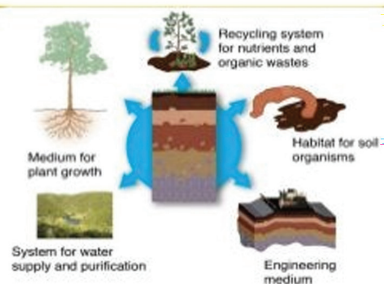 Recycling system
for nutrients and
organic wastes
Medium for
plant growth
Habitat for soil
organisms
System for water
supply and purification
Engineering
medium